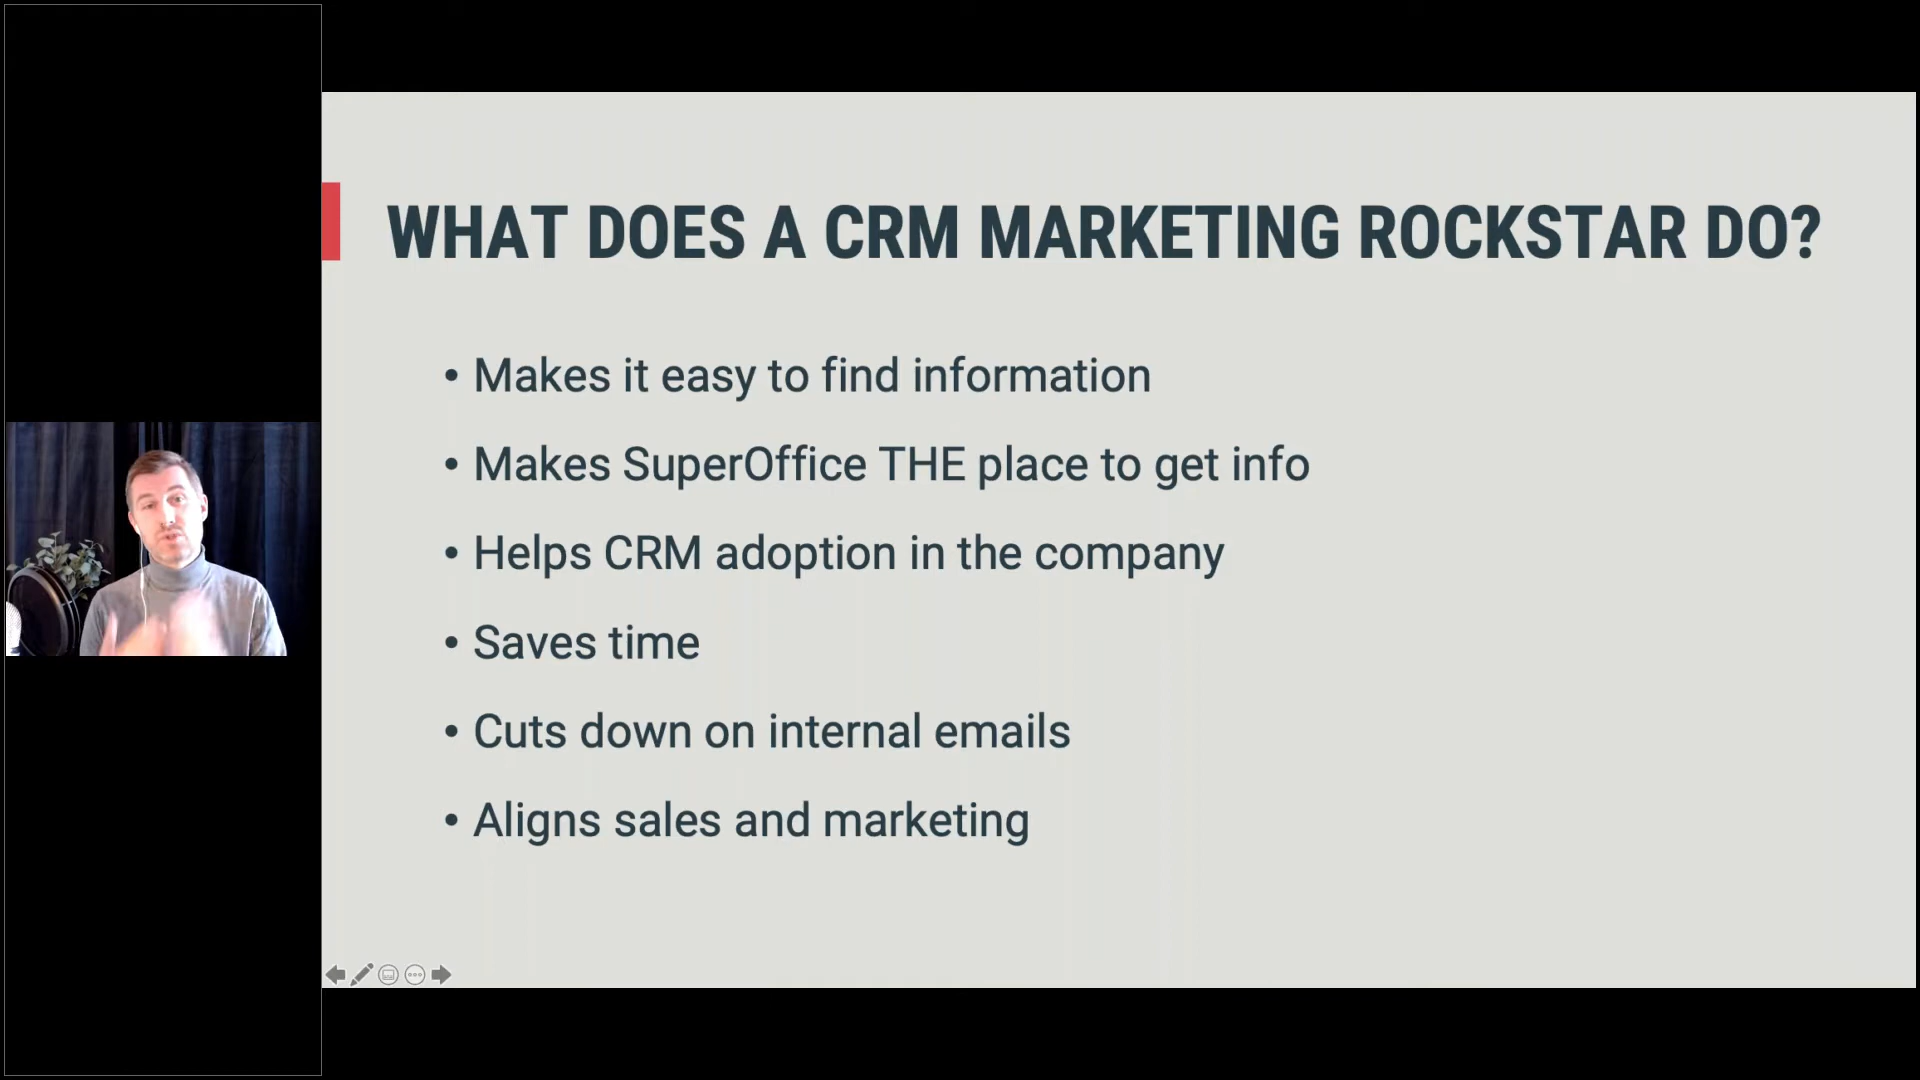 WHAT DOES A CRM MARKETING ROCKSTAR DO?
• Makes it easy to find information
• Makes SuperOffice THE place to get info
• Helps CRM adoption in the company
• Saves time
• Cuts down on internal emails
• Aligns sales and marketing